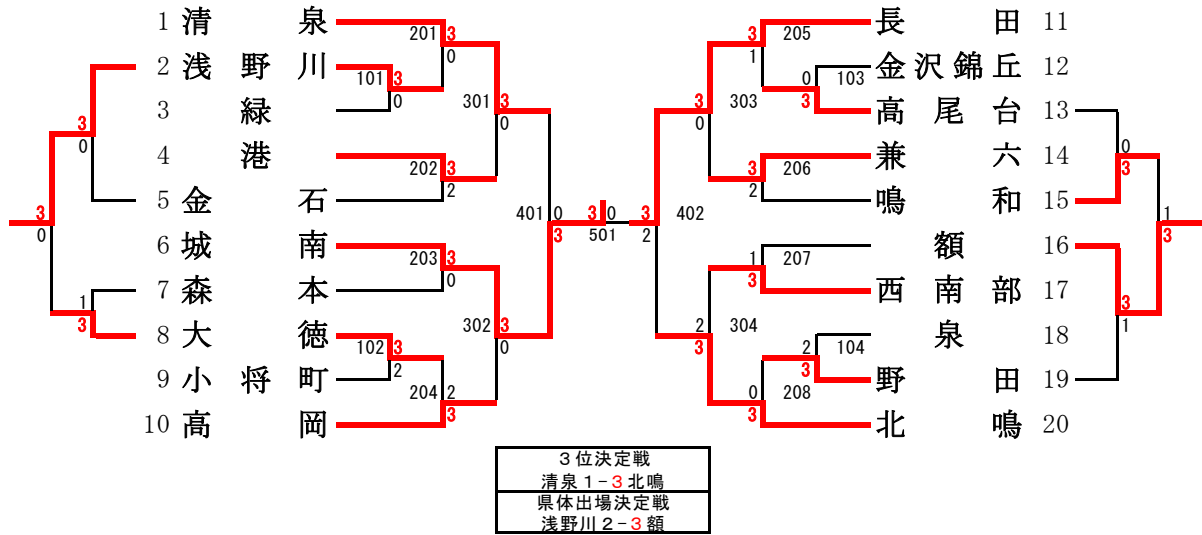 1 清泉 201 3 205 長田 11
0 1
2 浅野川 101 3 0 103 金沢錦丘 12
3 緑 0 301 3 3 303 3 高尾台 13
3 0 0 0
0 3
4 港 202 3 3 206 兼六 14
5 金石 2 2 鳴和 15
3 401 0 3 0 3 402 1
0 3 501 2 3
6 城南 203 3 1 207 額 16
7 森本 0 3 西南部 17
1 3
3 302 3 2 304 1
8 大徳 102 3 0 3 2 104 泉 18
9 小将町 2 3 野田 19
204 2 0 208
10 高岡 3 3 北鳴 20
3位決定戦
清泉1-3北鳴
県体出場決定戦
浅野川2-3額